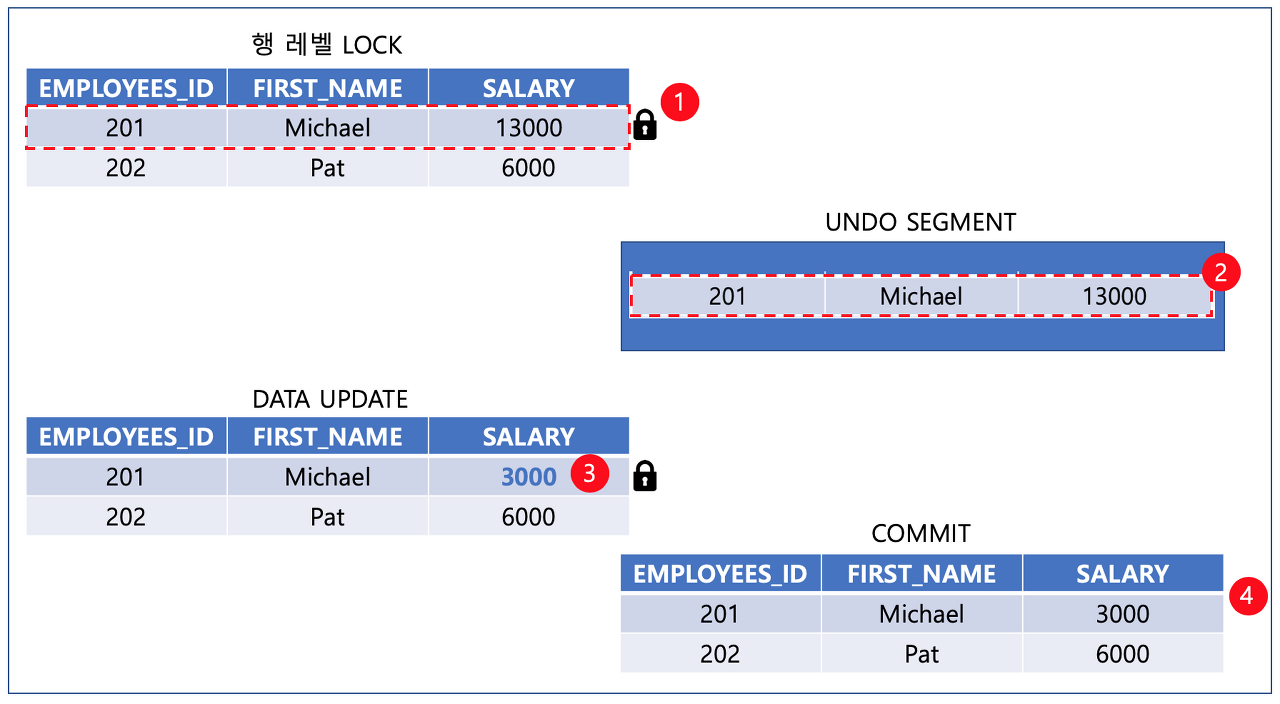 행 레벨 LOCK
EMPLOYEES_ID FIRST_NAME SALARY
1
201 Michael 13000
202 Pat 6000
UNDO SEGMENT
2
201 Michael 13000
DATA UPDATE
EMPLOYEES_ID FIRST_NAME SALARY
201 Michael 3000 3
202 Pat 6000
COMMIT
EMPLOYEES_ID FIRST_NAME SALARY
4
201 Michael 3000
202 Pat 6000